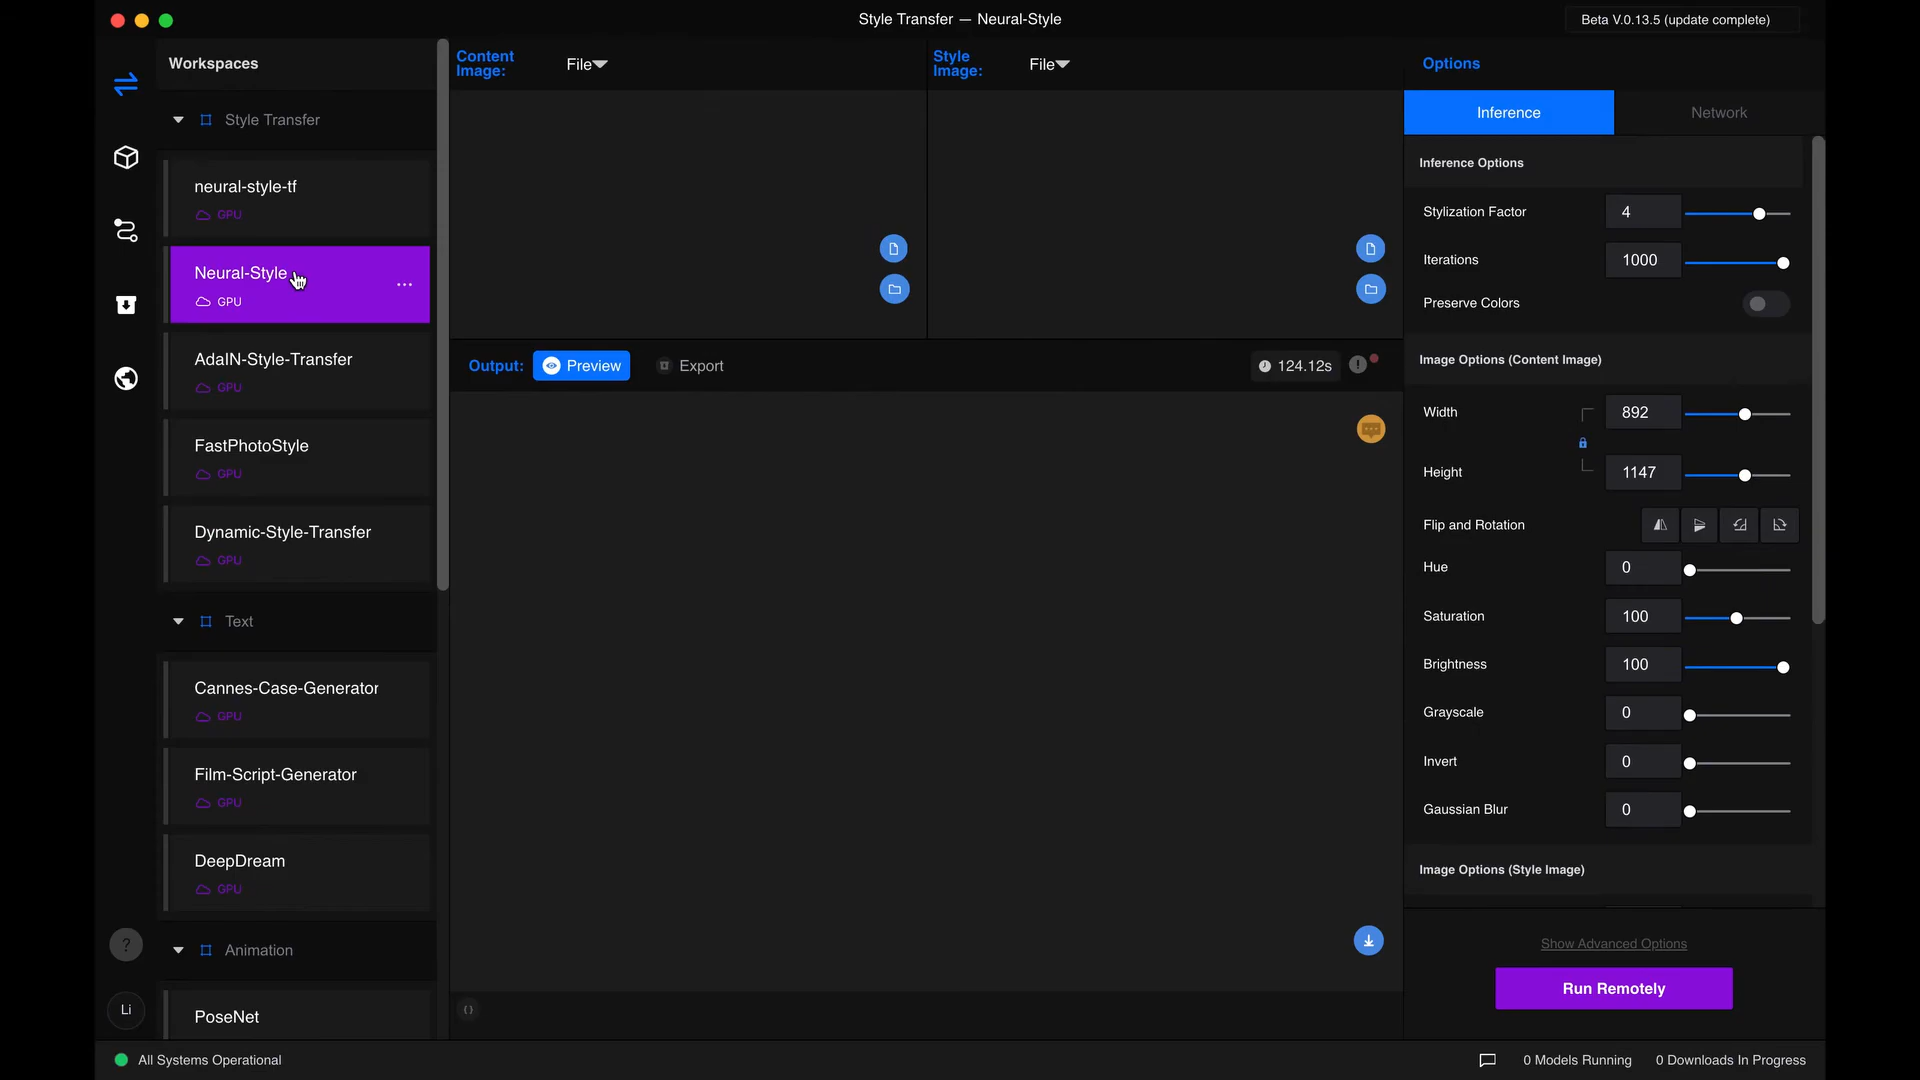 Style Transfer — Neural-Style
Beta V.0.13.5 (update complete)
Workspaces
Style Transfer
neural-style-tf
GPU
Neural-Style
GPU
AdaIN-Style-Transfer
GPU
FastPhotoStyle
GPU
Dynamic-Style-Transfer
GPU
Text
Cannes-Case-Generator
GPU
Film-Script-Generator
GPU
DeepDream
GPU
Animation
PoseNet
?
Li
Content
Image:
File
Style
Image:
File
Output:
Preview
Export
124.12s
{}
Options
Inference
Network
Inference Options
Stylization Factor
4
Iterations
1000
Preserve Colors
Image Options (Content Image)
Width
892
Height
1147
Flip and Rotation
Hue
0
Saturation
100
Brightness
100
Grayscale
0
Invert
0
Gaussian Blur
0
Image Options (Style Image)
Show Advanced Options
Run Remotely
All Systems Operational
0 Models Running
0 Downloads In Progress